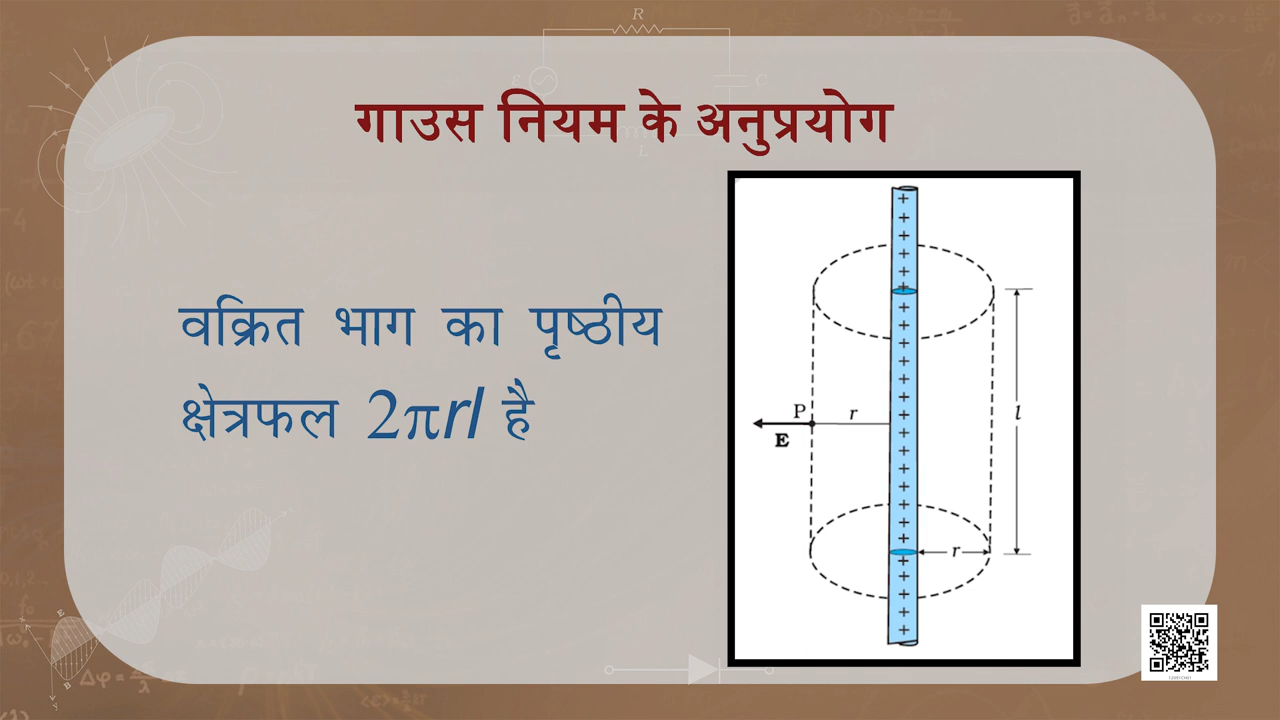 गाउस नियम के अनुप्रयोग
वक्रित भाग का पृष्ठीय
क्षेत्रफल 2πrl है
P
r
E
l
r
R
C
L